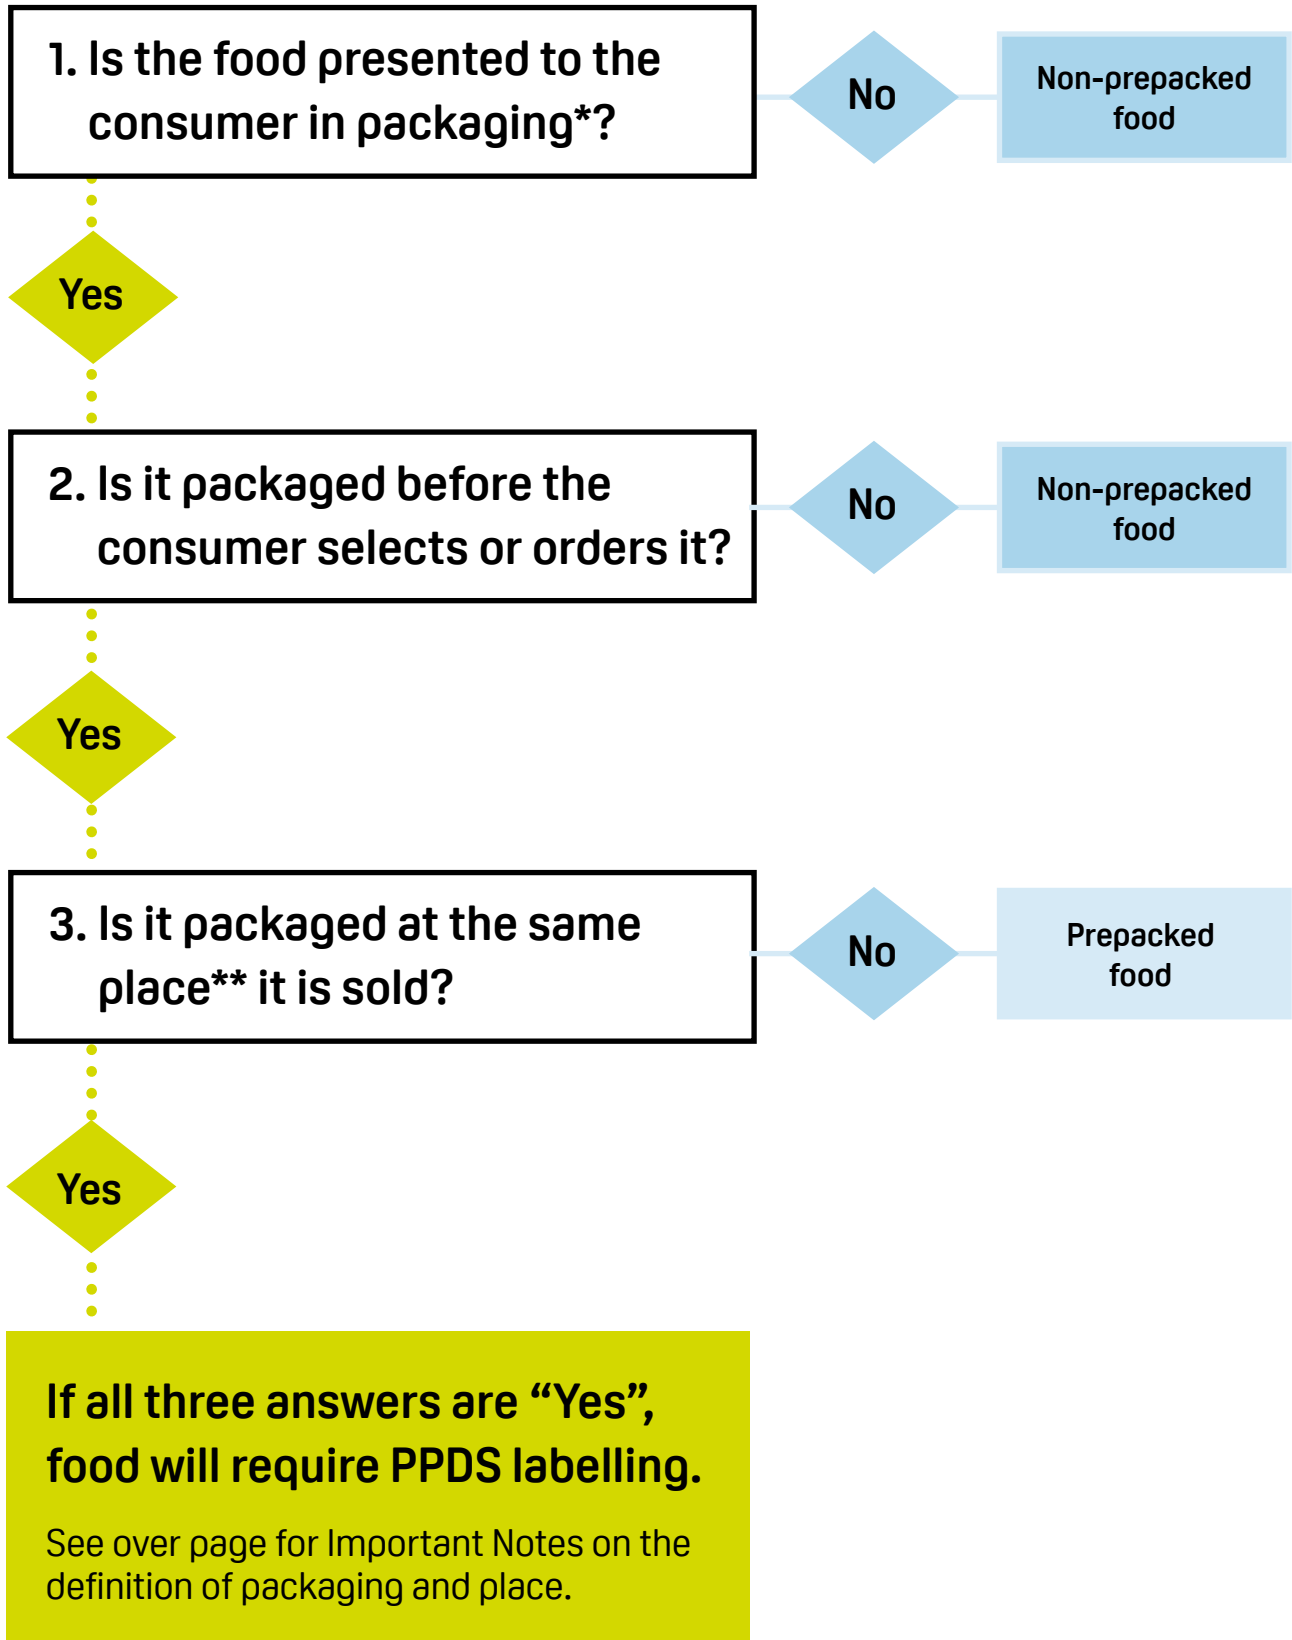 1. Is the food presented to the
consumer in packaging*?
No
Non-prepacked
food
Yes
2. Is it packaged before the
consumer selects or orders it?
No
Non-prepacked
food
Yes
3. Is it packaged at the same
place** it is sold?
No
Prepacked
food
Yes
If all three answers are “Yes”,
food will require PPDS labelling.
See over page for Important Notes on the
definition of packaging and place.